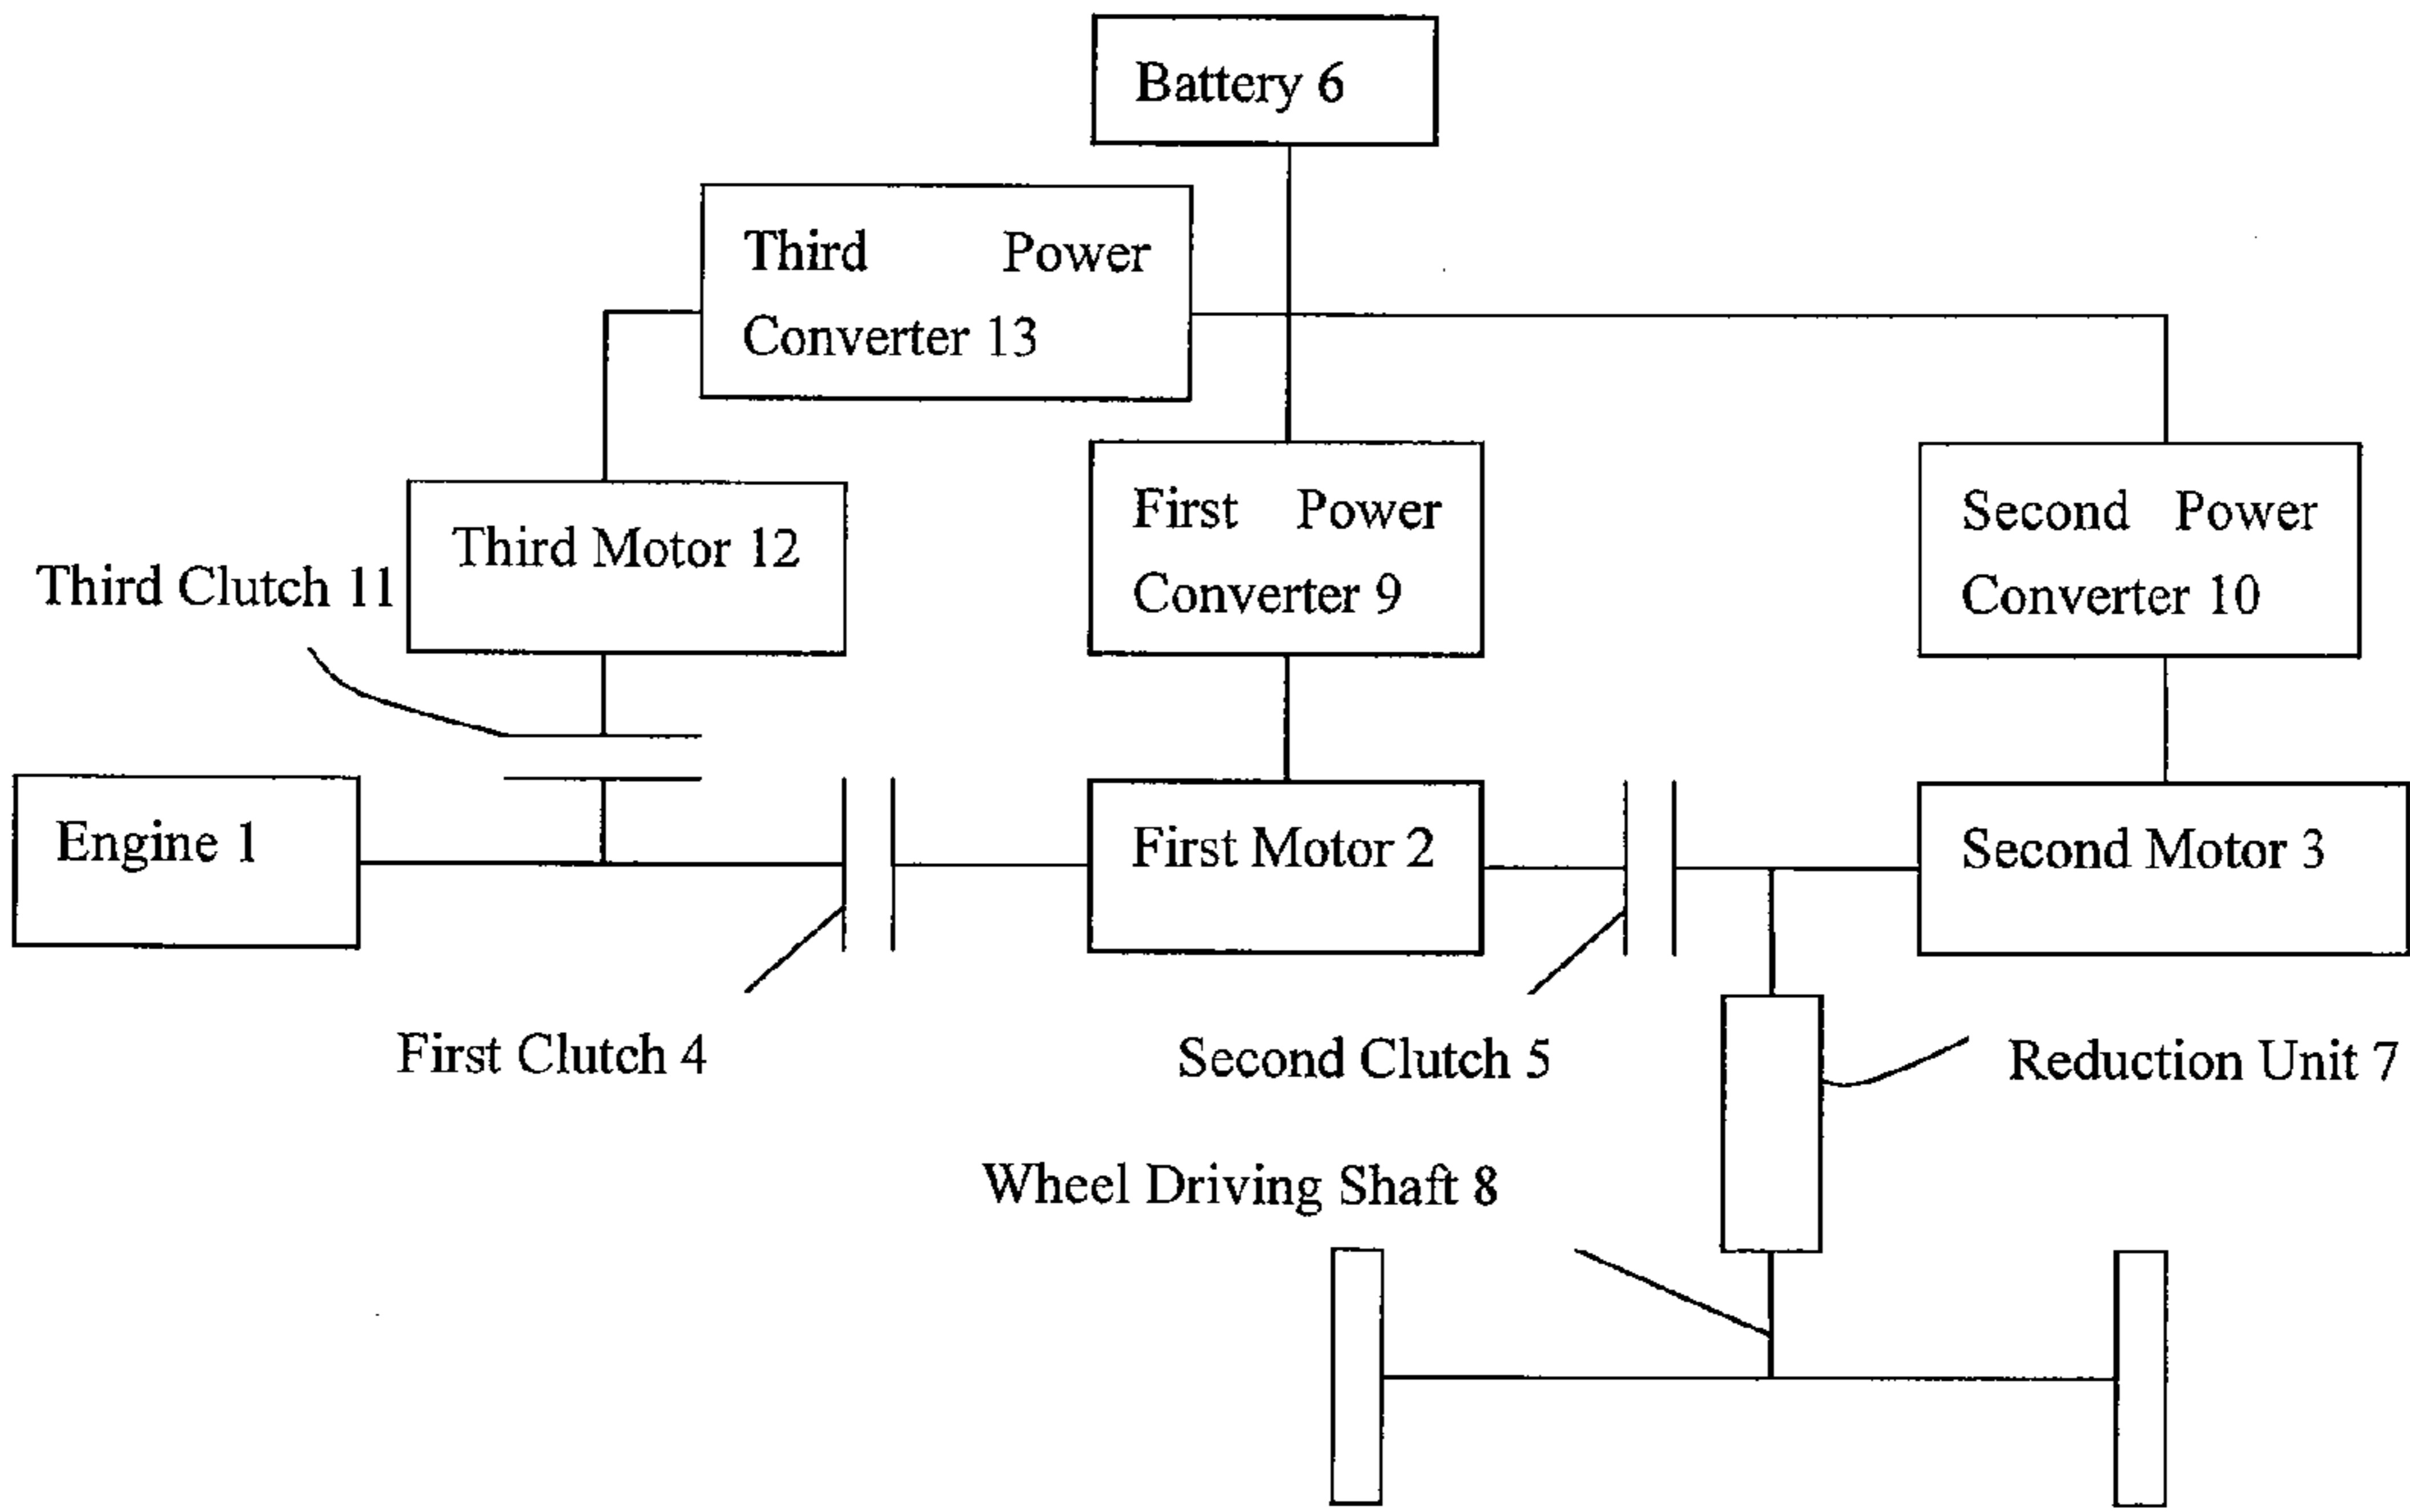 Battery 6
Third Power
Converter 13
First Power
Converter 9
Second Power
Converter 10
Third Motor 12
Third Clutch 11
Engine 1
First Motor 2
Second Motor 3
First Clutch 4
Second Clutch 5
Reduction Unit 7
Wheel Driving Shaft 8